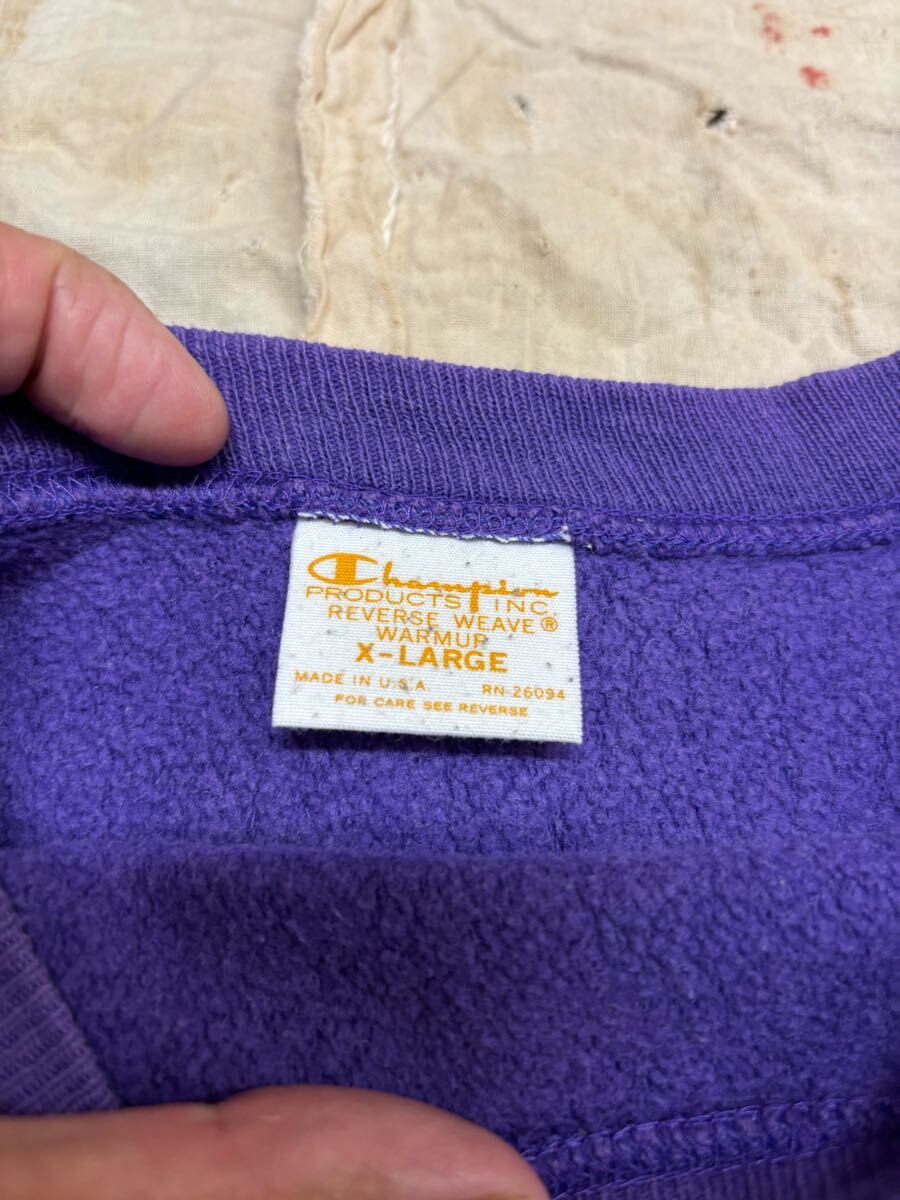 Champion
PRODUCTS INC.
REVERSE WEAVE®
WARMUP
X-LARGE
MADE IN U.S.A. RN 26094
FOR CARE SEE REVERSE